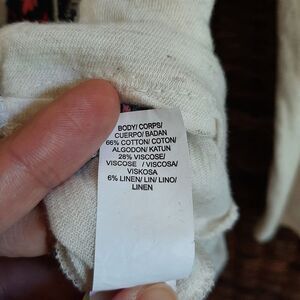 BODY/ CORPS/
CUERPO/ BADAN
66% COTTON/ COTON/
ALGODON/ KATUN
28% VISCOSE/
VISCOSE /VISCOSA/
VISKOSA
6% LINEN/ LIN/ LINO/
LINEN